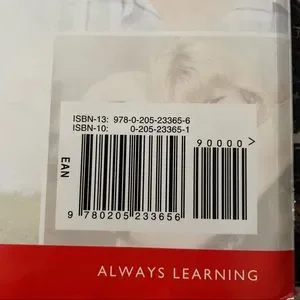 ISBN-13: 978-0-205-23365-6
ISBN-10: 0-205-23365-1
90000>
EAN
9 780205 233656
ALWAYS LEARNING